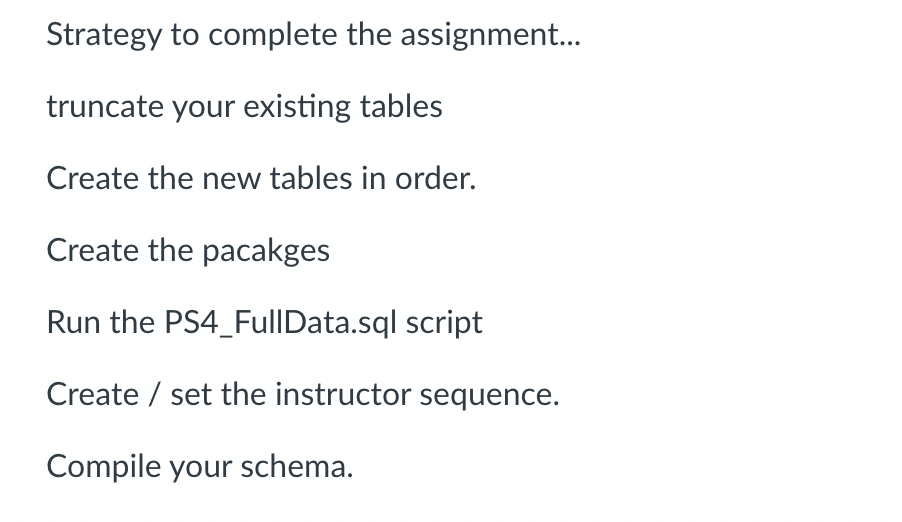 Strategy to complete the assignment...
truncate your existing tables
Create the new tables in order.
Create the pacakges
Run the PS4_FullData.sql script
Create / set the instructor sequence.
Compile your schema.